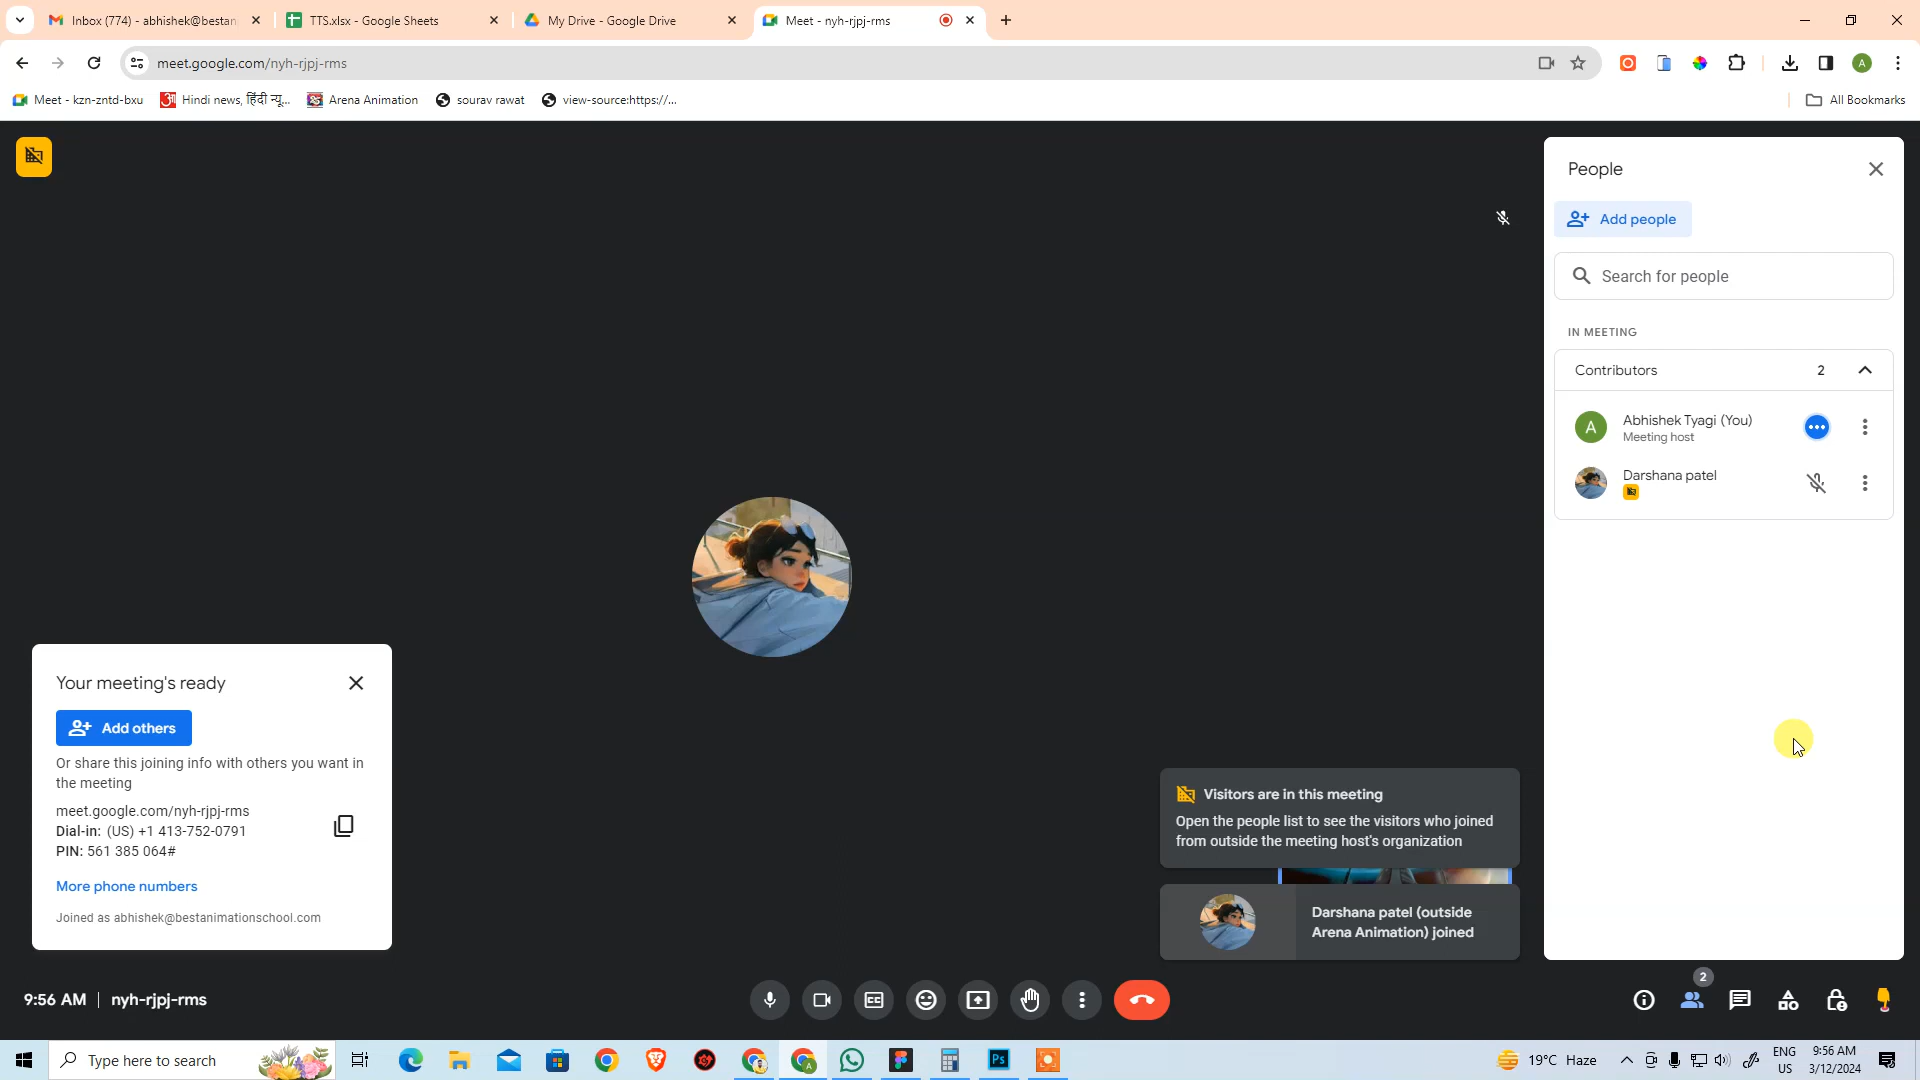 Inbox (774) - abhishek@bestan
TTS.xlsx - Google Sheets
My Drive - Google Drive
Meet - nyh-rjpj-rms
meet.google.com/nyh-rjpj-rms
A
Meet - kzn-zntd-bxu
Hindi news, हिंदी न्यू...
Arena Animation
sourav rawat
view-source:https://...
All Bookmarks
People
Add people
Search for people
IN MEETING
Contributors 2
A
Abhishek Tyagi (You)
Meeting host
Darshana patel
Your meeting's ready
Add others
Or share this joining info with others you want in
the meeting
meet.google.com/nyh-rjpj-rms
Dial-in: (US) +1 413-752-0791
PIN: 561 385 064#
More phone numbers
Joined as abhishek@bestanimationschool.com
Visitors are in this meeting
Open the people list to see the visitors who joined
from outside the meeting host's organization
Darshana patel (outside
Arena Animation) joined
9:56 AM | nyh-rjpj-rms
CC
2
Type here to search
A
Ps
19°C Haze
ENG
US
9:56 AM
3/12/2024